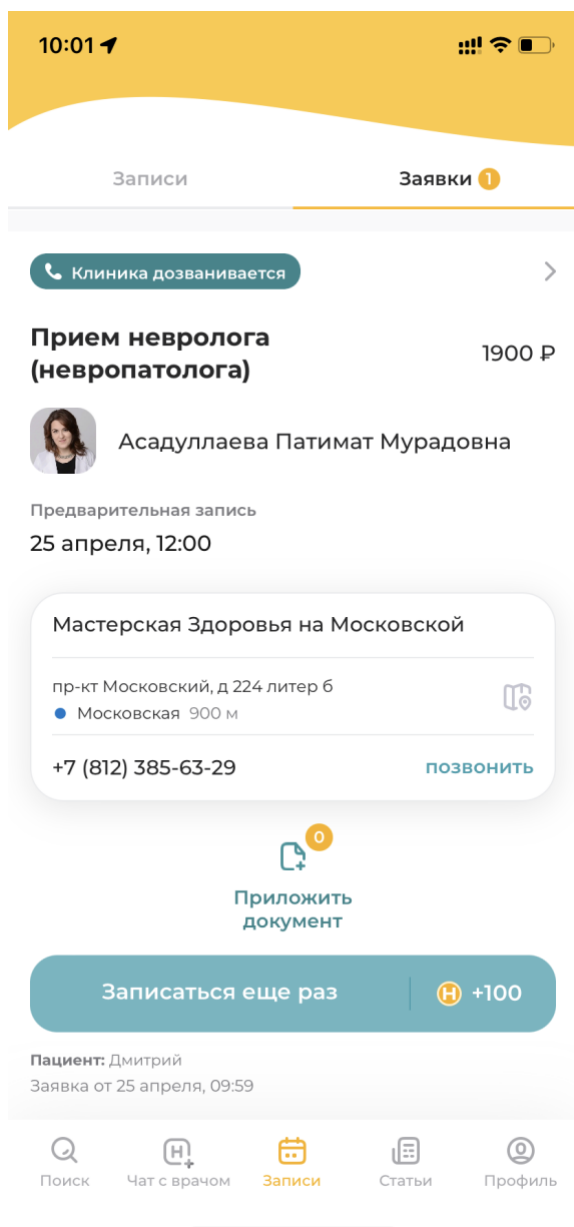 10:01
Записи
Заявки 1
Клиника дозванивается
Прием невролога
(невропатолога)
1900 ₽
Асадуллаева Патимат Мурадовна
Предварительная запись
25 апреля, 12:00
Мастерская Здоровья на Московской
пр-кт Московский, д 224 литер б
Московская 900 м
+7 (812) 385-63-29
ПОЗВОНИТЬ
0
Приложить
документ
Записаться еще раз
H +100
Пациент: Дмитрий
Заявка от 25 апреля, 09:59
H
Поиск
Чат с врачом
Записи
Статьи
Профиль